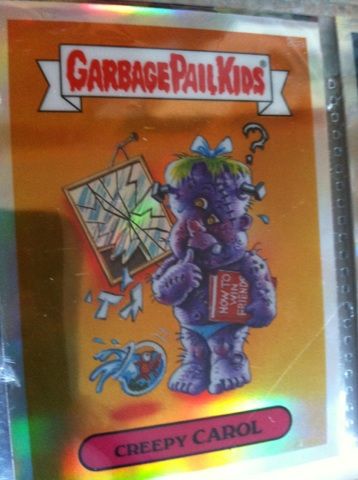 GARBAGE PAIL KIDS®
HOW TO
WIN
FRIENDS
CREEPY CAROL